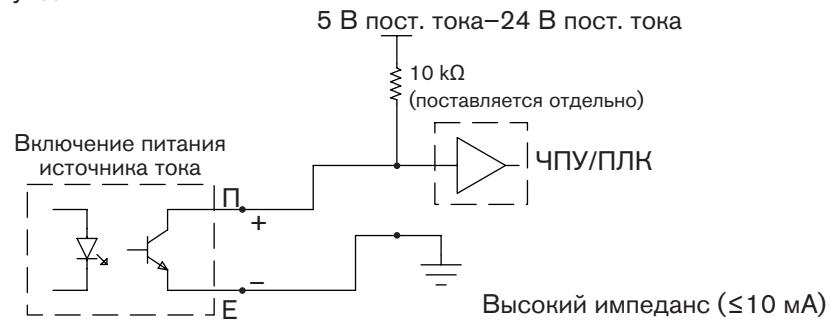 5 В пост. тока–24 В пост. тока
10 kΩ
(поставляется отдельно)
Включение питания
источника тока
ЧПУ/ПЛК
П
+
–
E
Высокий импеданс (≤10 мА)